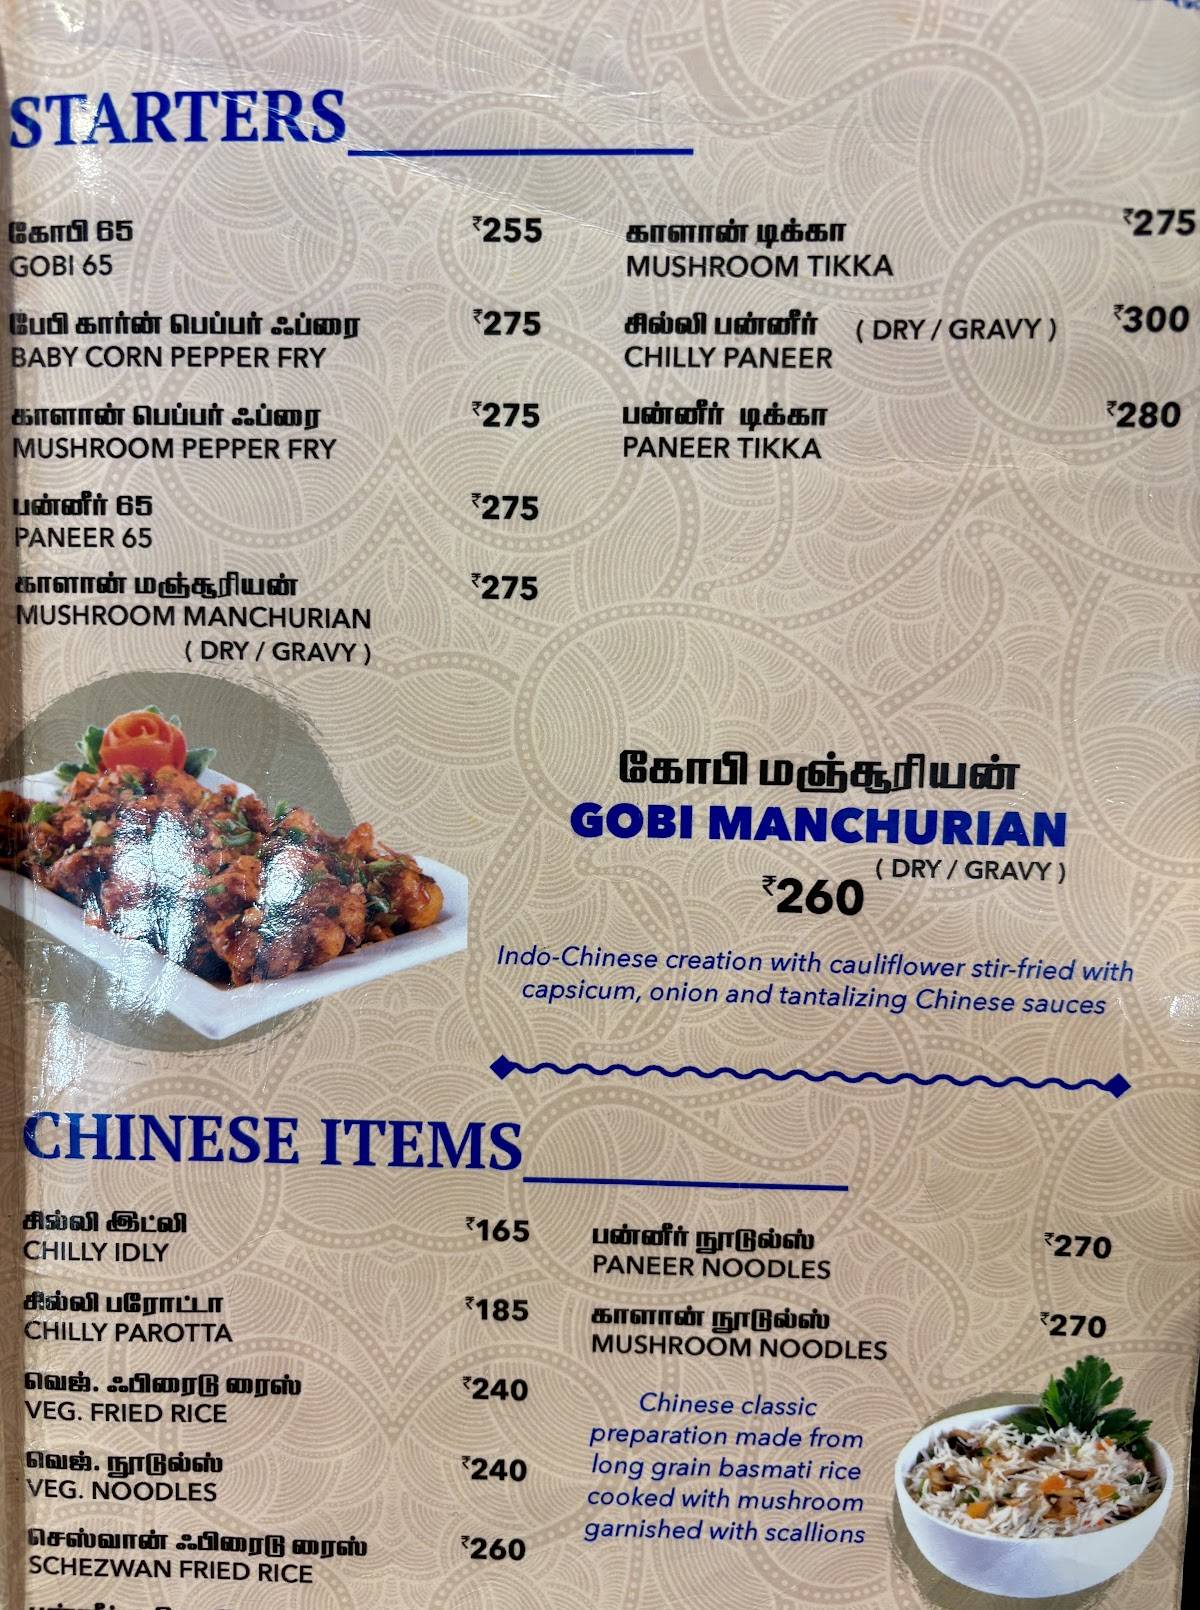 STARTERS
கோபி 65 ₹255
GOBI 65
பேபி கார்ன் பெப்பர் ஃப்ரை ₹275
BABY CORN PEPPER FRY
காளான் பெப்பர் ஃப்ரை ₹275
MUSHROOM PEPPER FRY
பன்னீர் 65 ₹275
PANEER 65
காளான் மஞ்சூரியன் ₹275
MUSHROOM MANCHURIAN
( DRY / GRAVY )
காளான் டிக்கா ₹275
MUSHROOM TIKKA
சில்லி பன்னீர் ( DRY / GRAVY ) ₹300
CHILLY PANEER
பன்னீர் டிக்கா ₹280
PANEER TIKKA
கோபி மஞ்சூரியன்
GOBI MANCHURIAN
( DRY / GRAVY )
₹260
Indo-Chinese creation with cauliflower stir-fried with
capsicum, onion and tantalizing Chinese sauces
CHINESE ITEMS
சில்லி இட்லி ₹165
CHILLY IDLY
சில்லி பரோட்டா ₹185
CHILLY PAROTTA
வெஜ். ஃபிரைடு ரைஸ் ₹240
VEG. FRIED RICE
வெஜ். நூடுல்ஸ் ₹240
VEG. NOODLES
செஸ்வான் ஃபிரைடு ரைஸ் ₹260
SCHEZWAN FRIED RICE
பன்னீர் நூடுல்ஸ் ₹270
PANEER NOODLES
காளான் நூடுல்ஸ் ₹270
MUSHROOM NOODLES
Chinese classic
preparation made from
long grain basmati rice
cooked with mushroom
garnished with scallions